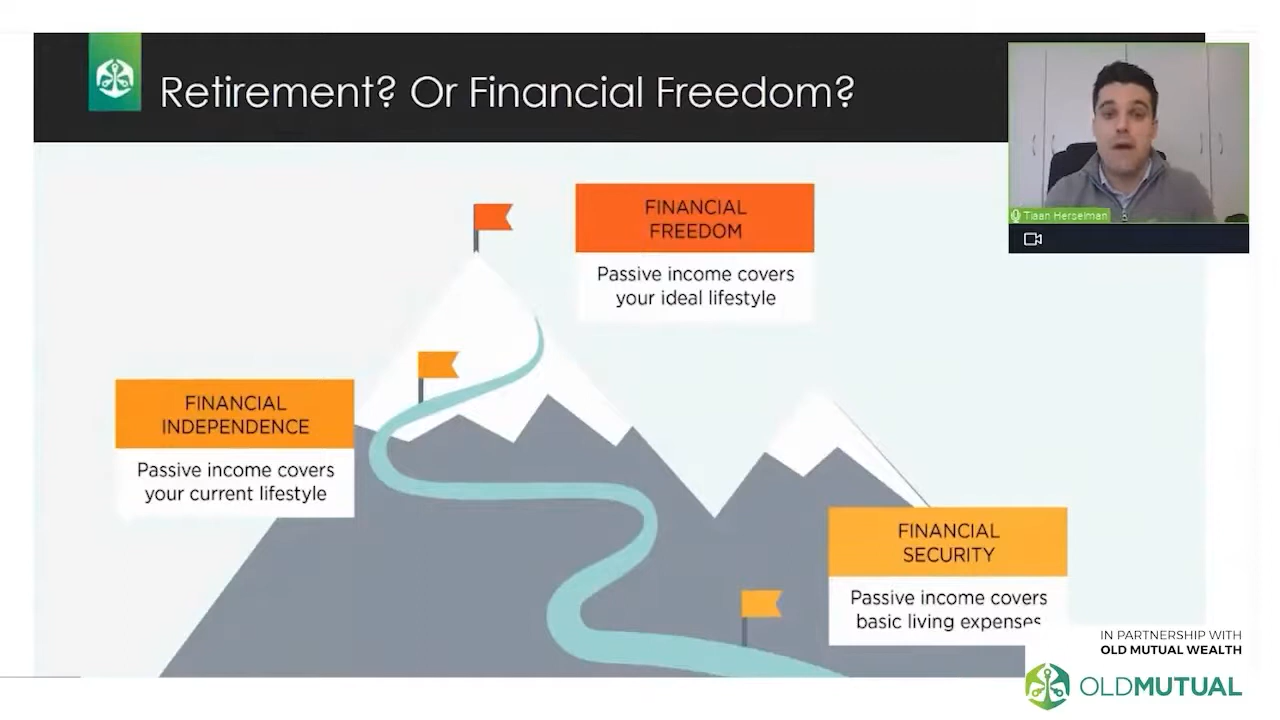 Retirement? Or Financial Freedom?
Tiaan Herselman
FINANCIAL
FREEDOM
Passive income covers
your ideal lifestyle
FINANCIAL
INDEPENDENCE
Passive income covers
your current lifestyle
FINANCIAL
SECURITY
Passive income covers
basic living expenses
IN PARTNERSHIP WITH
OLD MUTUAL WEALTH
OLDMUTUAL